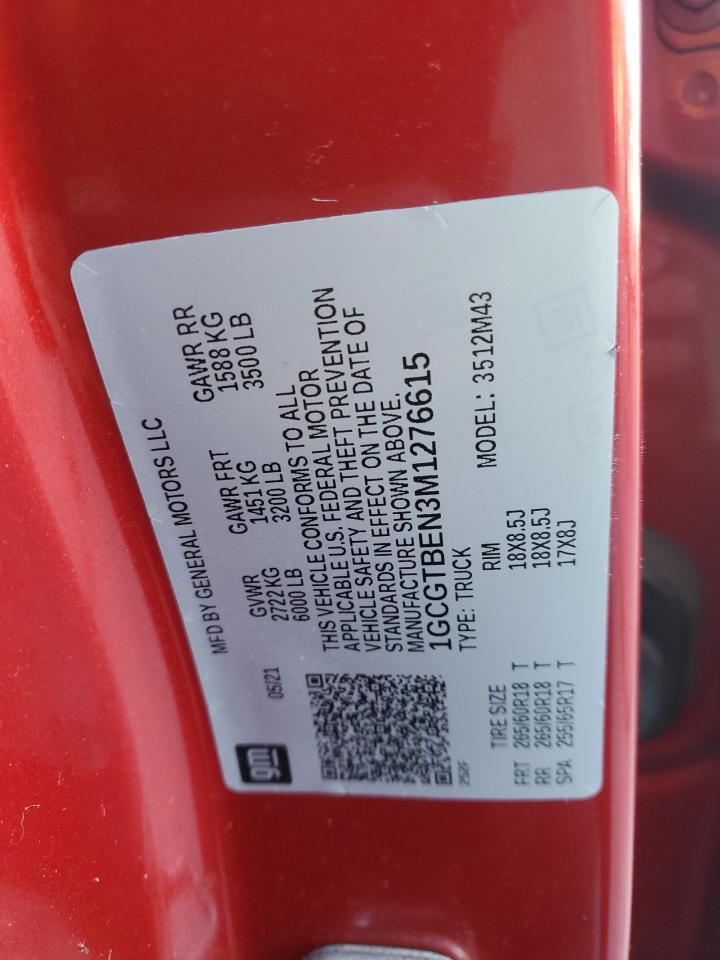 gm
05/21
MFD BY GENERAL MOTORS LLC
GVWR GAWR FRT GAWR RR
2722 KG 1451 KG 1588 KG
6000 LB 3200 LB 3500 LB
THIS VEHICLE CONFORMS TO ALL
APPLICABLE U.S. FEDERAL MOTOR
VEHICLE SAFETY AND THEFT PREVENTION
STANDARDS IN EFFECT ON THE DATE OF
MANUFACTURE SHOWN ABOVE.
1GCGTBEN3M1276615
TYPE: TRUCK MODEL: 3512M43
252F
TIRE SIZE RIM
FRT 265/60R18 T 18X8.5J
RR 265/60R18 T 18X8.5J
SPA 255/65R17 T 17X8J